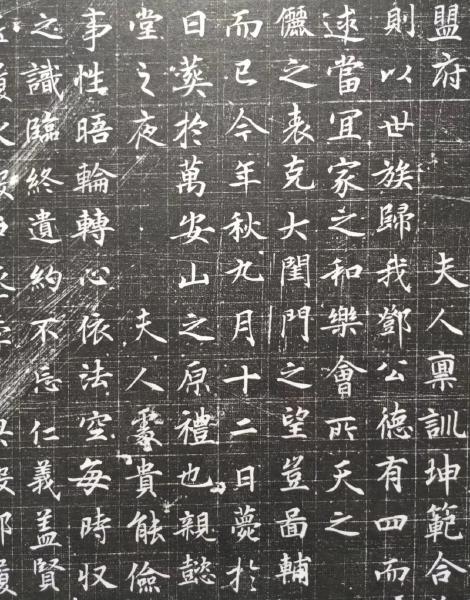 盟府　夫人稟訓坤範合
則以世族歸我鄧公德有四而
逑當冝家之和樂會所天之
儷之表克大閨門之望豈啚輔
而已今年秋九月十二日薨於
日葬於萬安山之原禮也親懿
堂之夜　夫人處貴能儉
事性晤輪轉心依法空每時収
之識臨終遺約不忘仁義盖賢